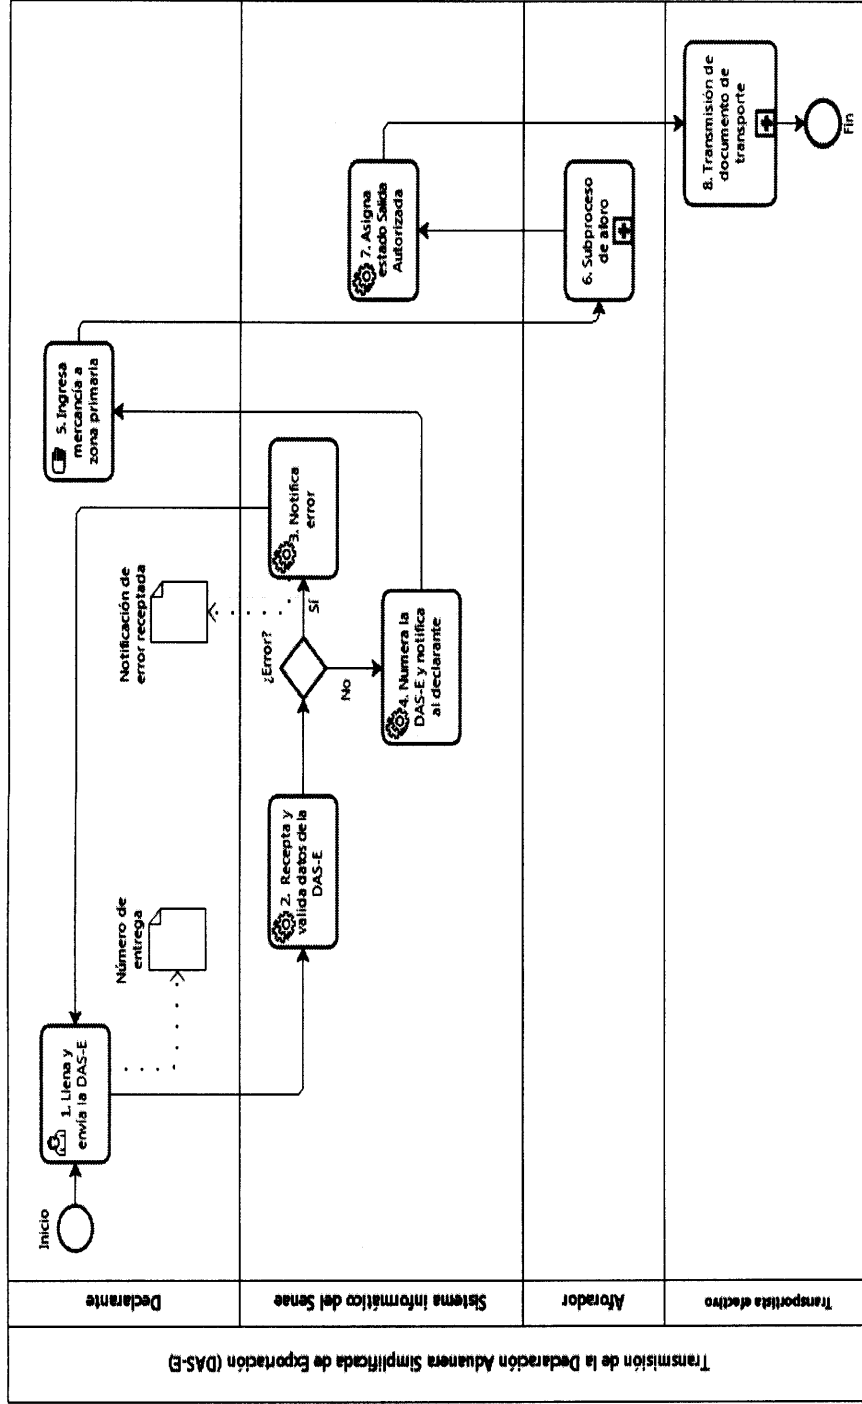 Transmisión de la Declaración Aduanera Simplificada de Exportación (DAS-E)
Declarante
Sistema informático del Senae
Aforador
Transportista efectivo
Inicio
1. Llena y
envía la DAS-E
Número de
entrega
2. Recepta y
valida datos de la
DAS-E
¿Error?
Sí
No
Notificación de
error receptada
3. Notifica
error
4. Numera la
DAS-E y notifica
al declarante
5. Ingresa
mercancía a
zona primaria
6. Subproceso
de aforo
7. Asigna
estado Salida
Autorizada
8. Transmisión de
documento de
transporte
Fin